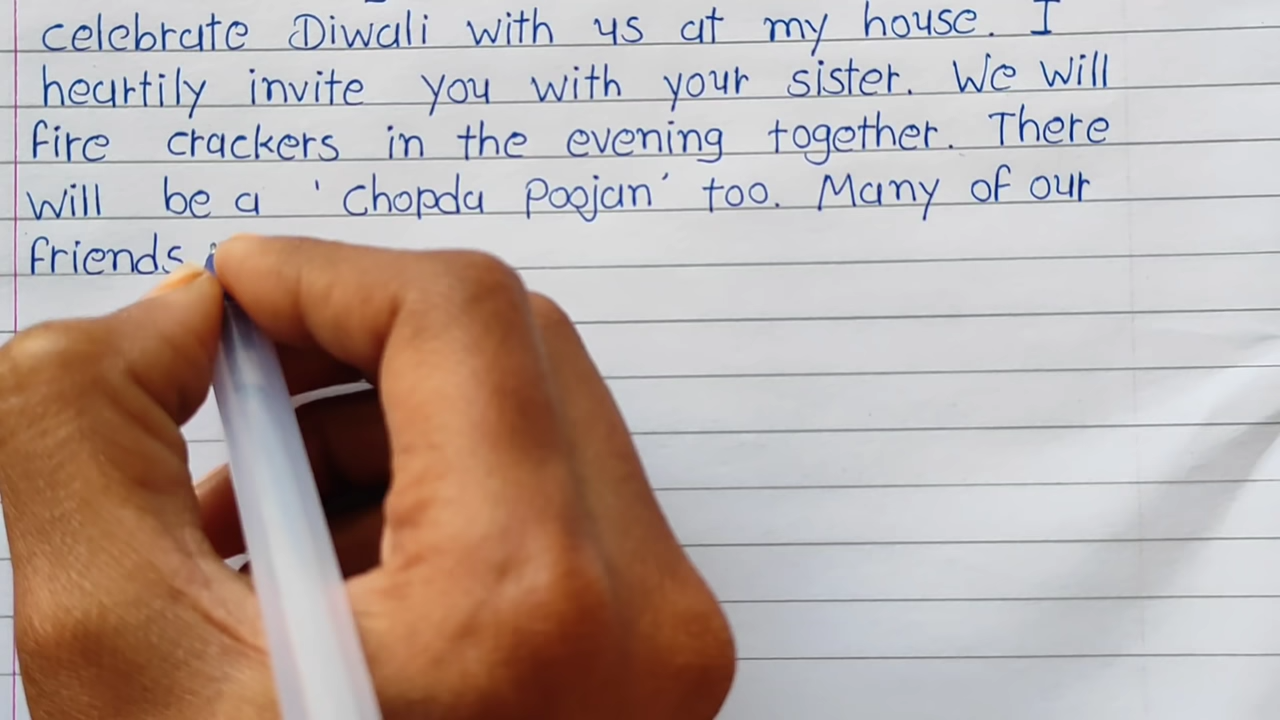 celebrate Diwali with us at my house. I
heartily invite you with your sister. We will
fire crackers in the evening together. There
will be a 'Chopda Poojan' too. Many of our
friends